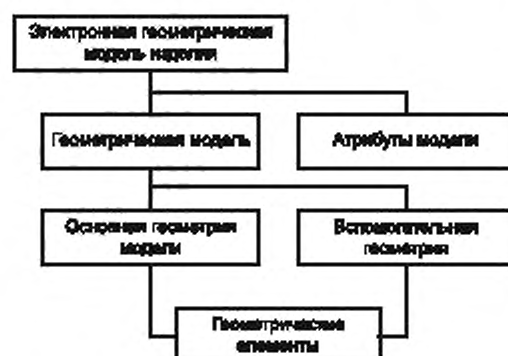 Электронная геометрическая
модель изделия
Геометрическая модель
Атрибуты модели
Основная геометрия
модели
Вспомогательная
геометрия
Геометрические
элементы